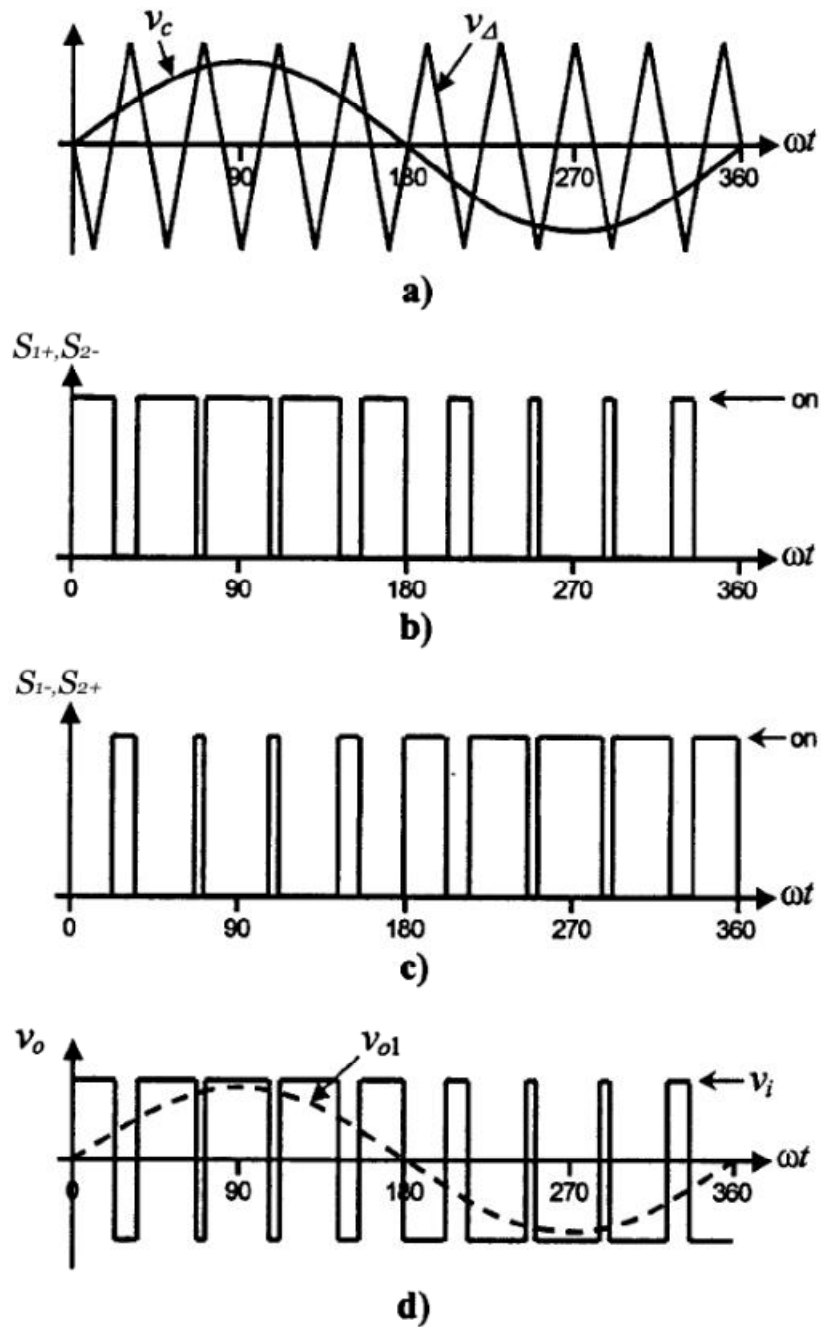 v_c v_Δ
ωt
90 180 270 360
a)
S1+,S2-
on
ωt
0 90 180 270 360
b)
S1-,S2+
on
ωt
0 90 180 270 360
c)
v_o v_o1
v_i
ωt
0 90 180 270 360
d)